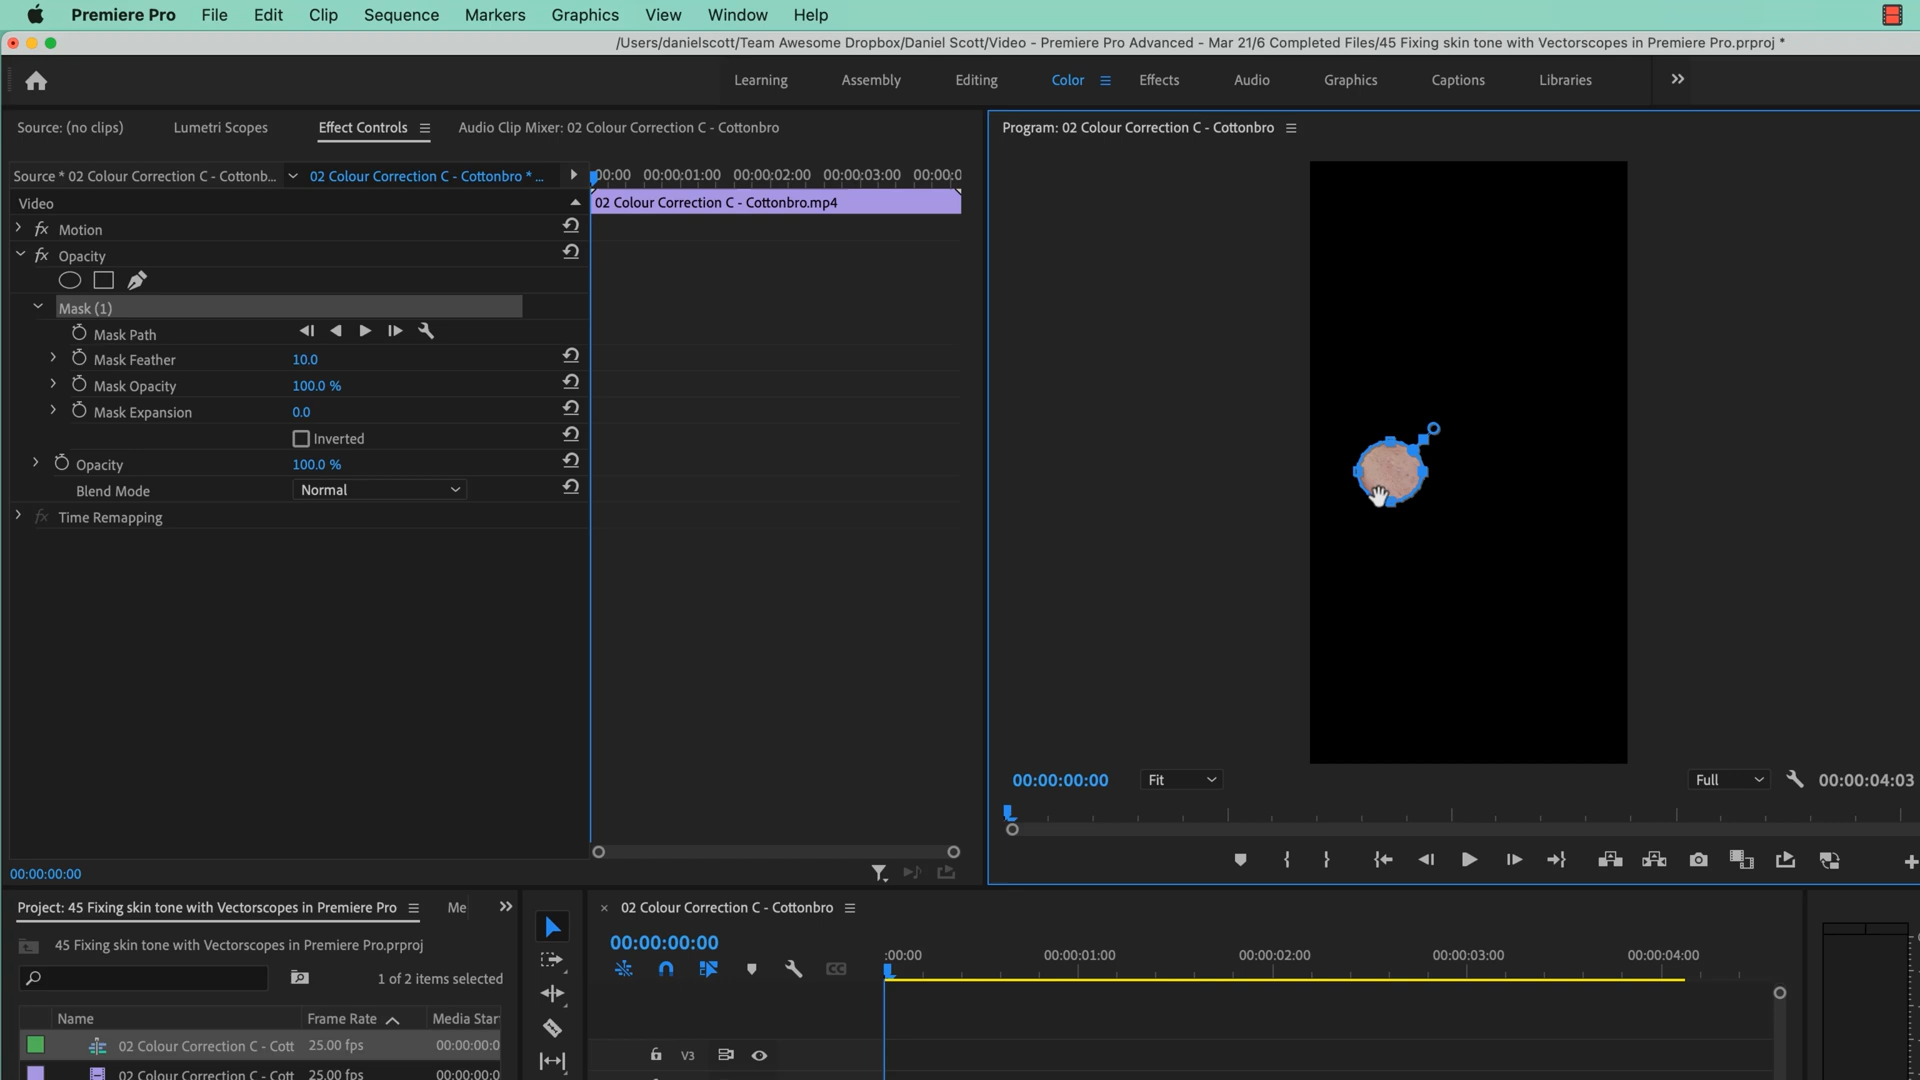 Premiere Pro File Edit Clip Sequence Markers Graphics View Window Help
/Users/danielscott/Team Awesome Dropbox/Daniel Scott/Video - Premiere Pro Advanced - Mar 21/6 Completed Files/45 Fixing skin tone with Vectorscopes in Premiere Pro.prproj *
Learning Assembly Editing Color Effects Audio Graphics Captions Libraries
Source: (no clips) Lumetri Scopes Effect Controls Audio Clip Mixer: 02 Colour Correction C - Cottonbro
Program: 02 Colour Correction C - Cottonbro
Source * 02 Colour Correction C - Cottonb... 02 Colour Correction C - Cottonbro * ...
00:00 00:00:01:00 00:00:02:00 00:00:03:00 00:00:0
Video
02 Colour Correction C - Cottonbro.mp4
fx Motion
fx Opacity
Mask (1)
Mask Path
Mask Feather 10.0
Mask Opacity 100.0 %
Mask Expansion 0.0
Inverted
Opacity 100.0 %
Blend Mode Normal
fx Time Remapping
00:00:00:00 Fit Full 00:00:04:03
00:00:00:00
Project: 45 Fixing skin tone with Vectorscopes in Premiere Pro Me
45 Fixing skin tone with Vectorscopes in Premiere Pro.prproj
1 of 2 items selected
Name Frame Rate Media Star
02 Colour Correction C - Cott 25.00 fps 00:00:00:0
02 Colour Correction C - Cott 25.00 fps 00:00:00:0
× 02 Colour Correction C - Cottonbro
00:00:00:00
CC
:00:00 00:00:01:00 00:00:02:00 00:00:03:00 00:00:04:00
V3